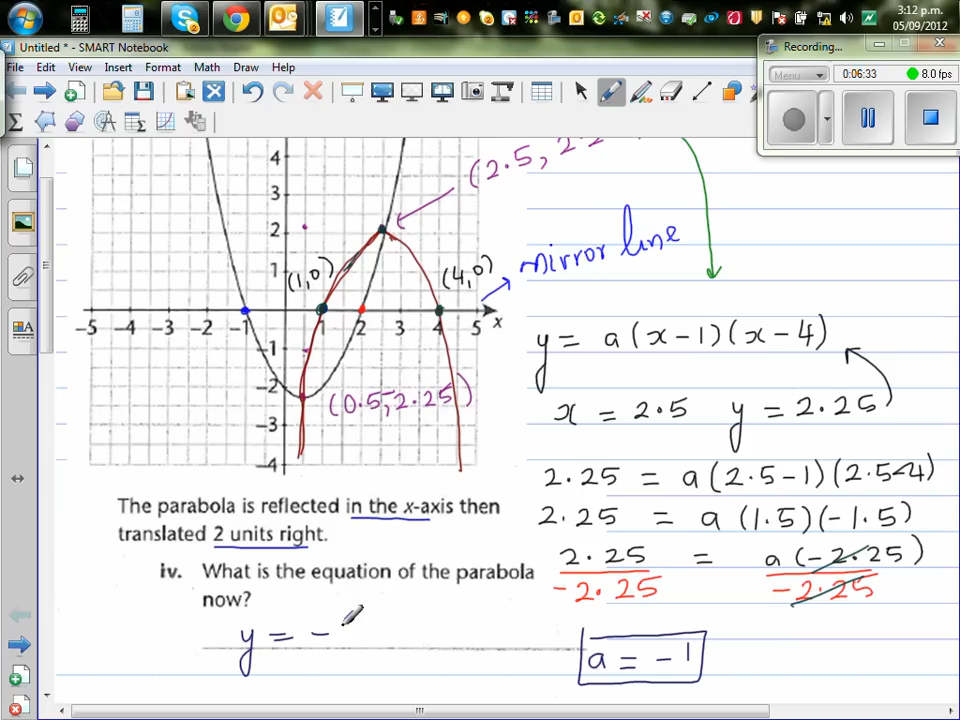 3:12 p.m.
05/09/2012
Untitled * - SMART Notebook
Recording...
File Edit View Insert Format Math Draw Help
Menu
0:06:33
8.0 fps
4
3
2
1
-1
-2
-3
-4
-5 -4 -3 -2 -1 1 2 3 4 5 x
(2.5, 2.2
(1,0)
(4,0)
mirror line
(0.5, -2.25)
y = a(x-1)(x-4)
x = 2.5 y = 2.25
2.25 = a(2.5-1)(2.5-4)
2.25 = a(1.5)(-1.5)
2.25 = a(-2.25)
-2.25 -2.25
a = -1
The parabola is reflected in the x-axis then
translated 2 units right.
iv. What is the equation of the parabola
now?
y = -